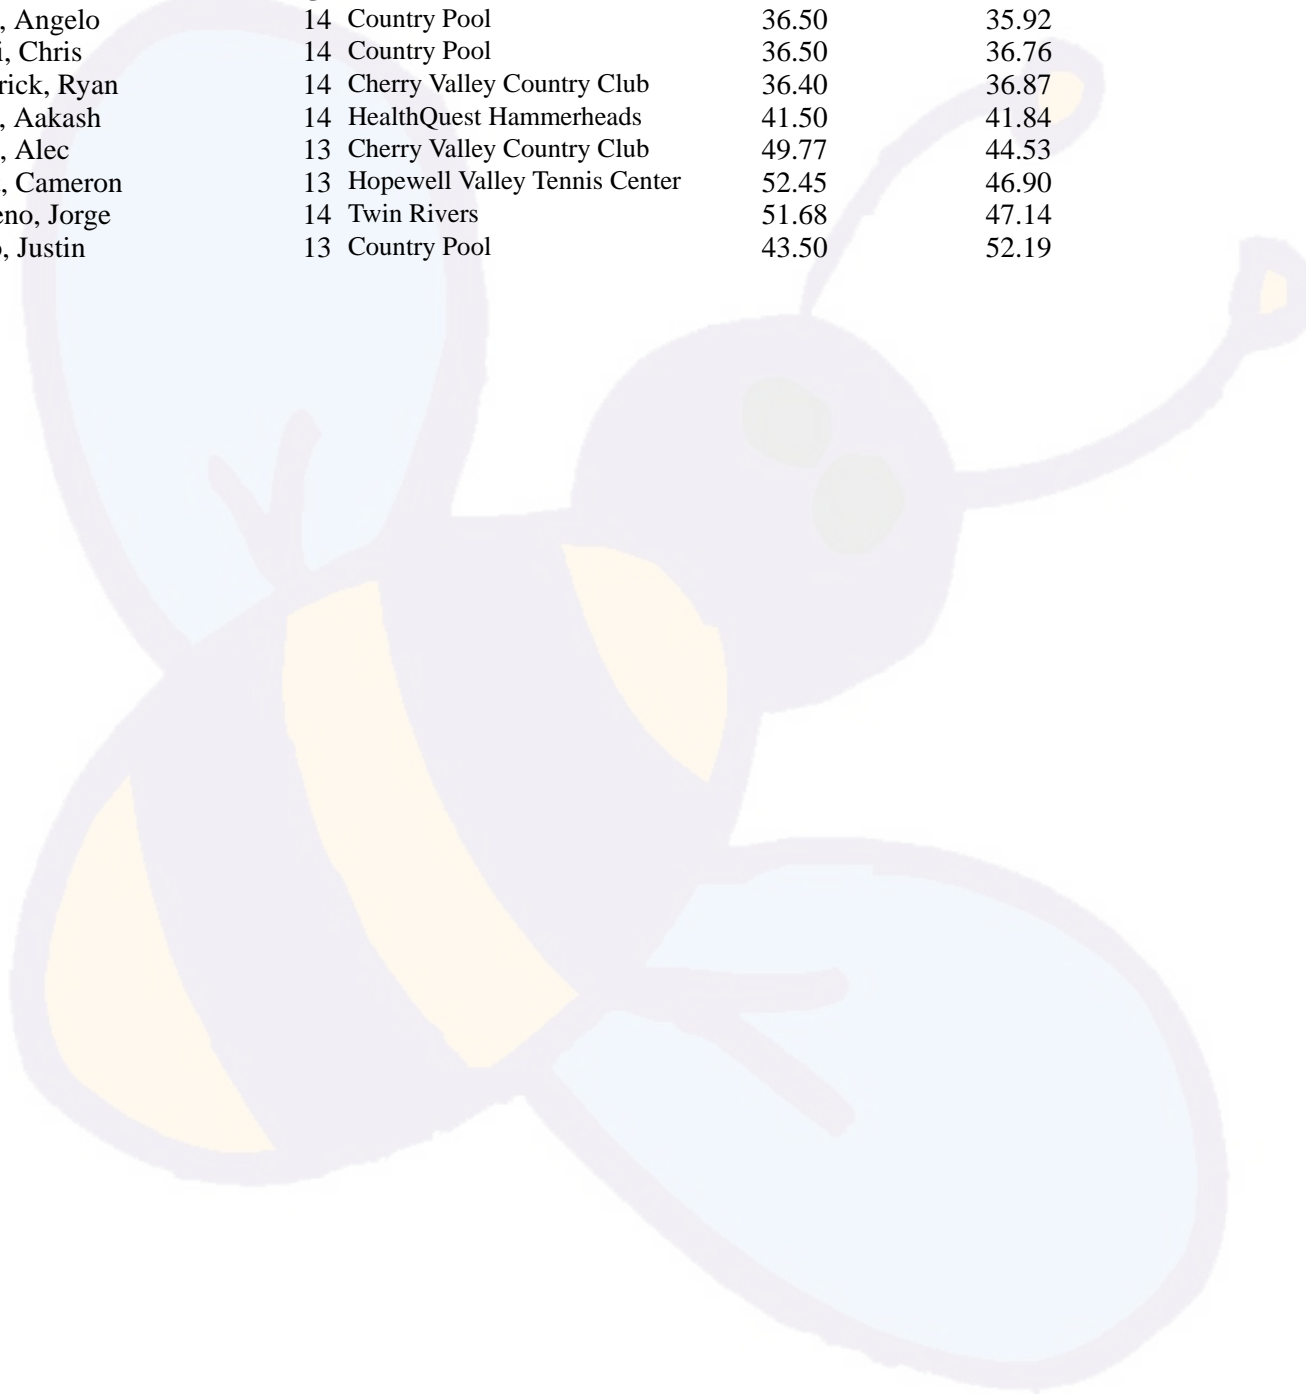 , Angelo 14 Country Pool 36.50 35.92
i, Chris 14 Country Pool 36.50 36.76
rick, Ryan 14 Cherry Valley Country Club 36.40 36.87
, Aakash 14 HealthQuest Hammerheads 41.50 41.84
, Alec 13 Cherry Valley Country Club 49.77 44.53
, Cameron 13 Hopewell Valley Tennis Center 52.45 46.90
eno, Jorge 14 Twin Rivers 51.68 47.14
, Justin 13 Country Pool 43.50 52.19